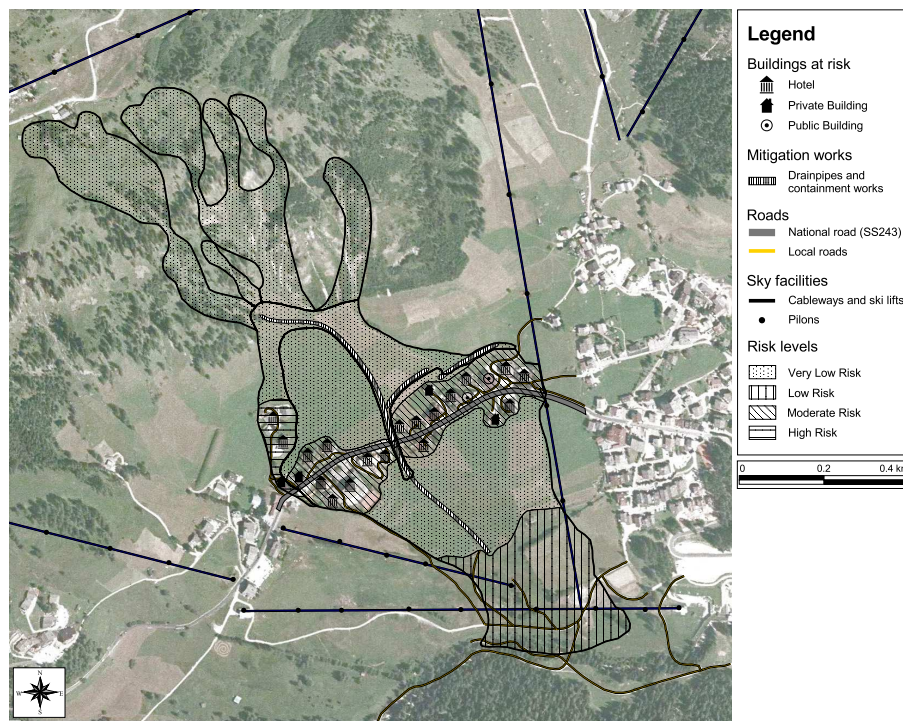 Legend
Buildings at risk
Hotel
Private Building
Public Building
Mitigation works
Drainpipes and
containment works
Roads
National road (SS243)
Local roads
Sky facilities
Cableways and ski lifts
Pilons
Risk levels
Very Low Risk
Low Risk
Moderate Risk
High Risk
0 0.2 0.4 km
N
W E
S